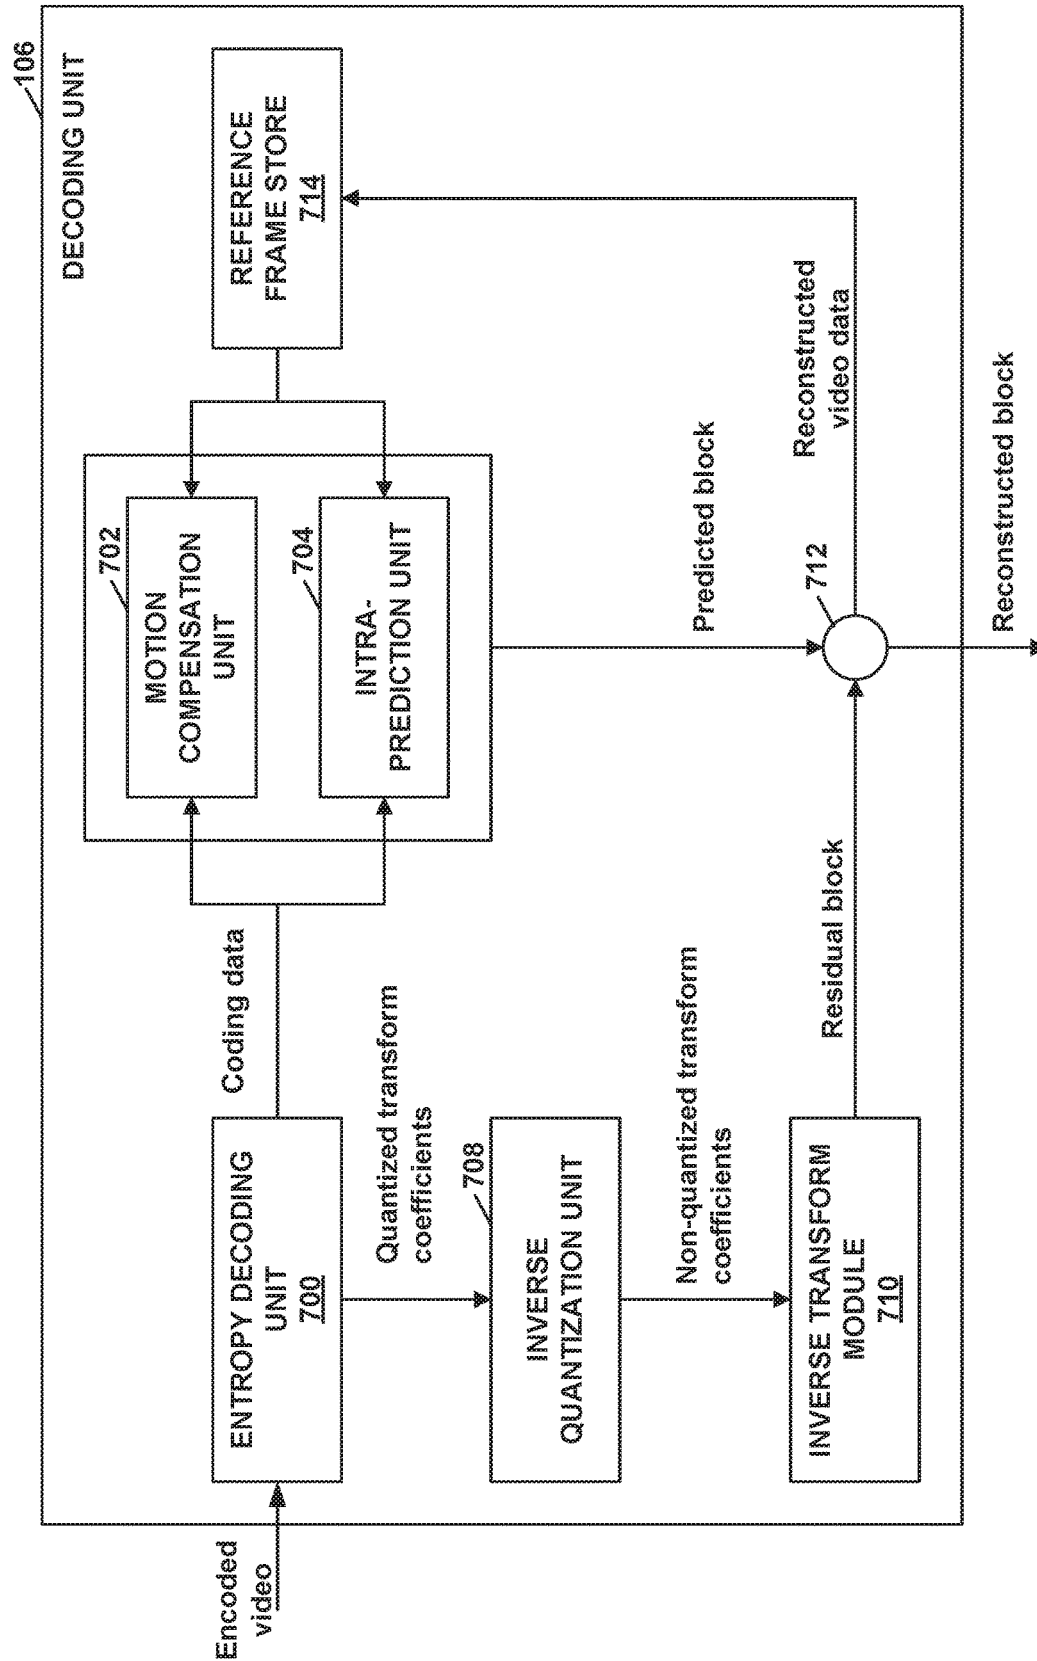 106
DECODING UNIT
Encoded
video
ENTROPY DECODING
UNIT
700
Coding data
702
MOTION
COMPENSATION
UNIT
704
INTRA-
PREDICTION UNIT
REFERENCE
FRAME STORE
714
Quantized transform
coefficients
708
INVERSE
QUANTIZATION UNIT
Non-quantized transform
coefficients
INVERSE TRANSFORM
MODULE
710
Residual block
Predicted block
712
Reconstructed
video data
Reconstructed block